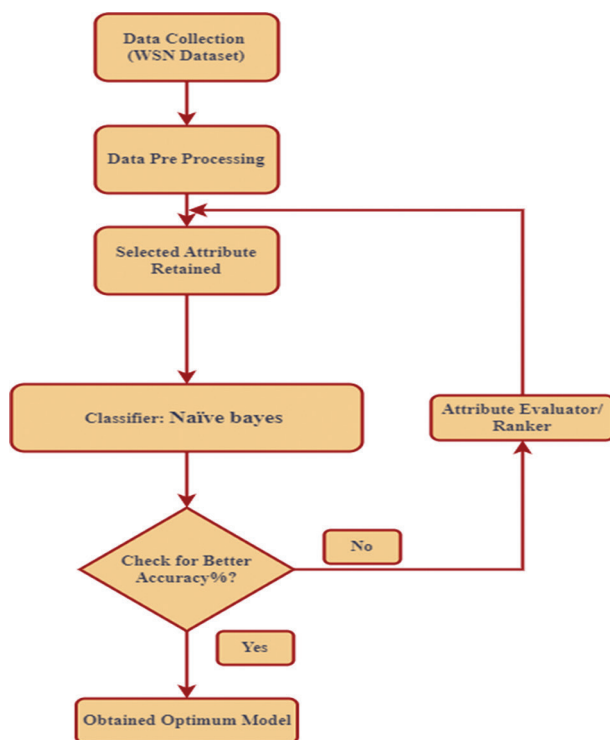 Data Collection
(WSN Dataset)
Data Pre Processing
Selected Attribute
Retained
Classifier: Naïve bayes
Attribute Evaluator/
Ranker
Check for Better
Accuracy%?
No
Yes
Obtained Optimum Model